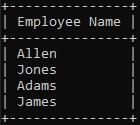 +---------------+
| Employee Name |
+---------------+
| Allen         |
| Jones         |
| Adams         |
| James         |
+---------------+